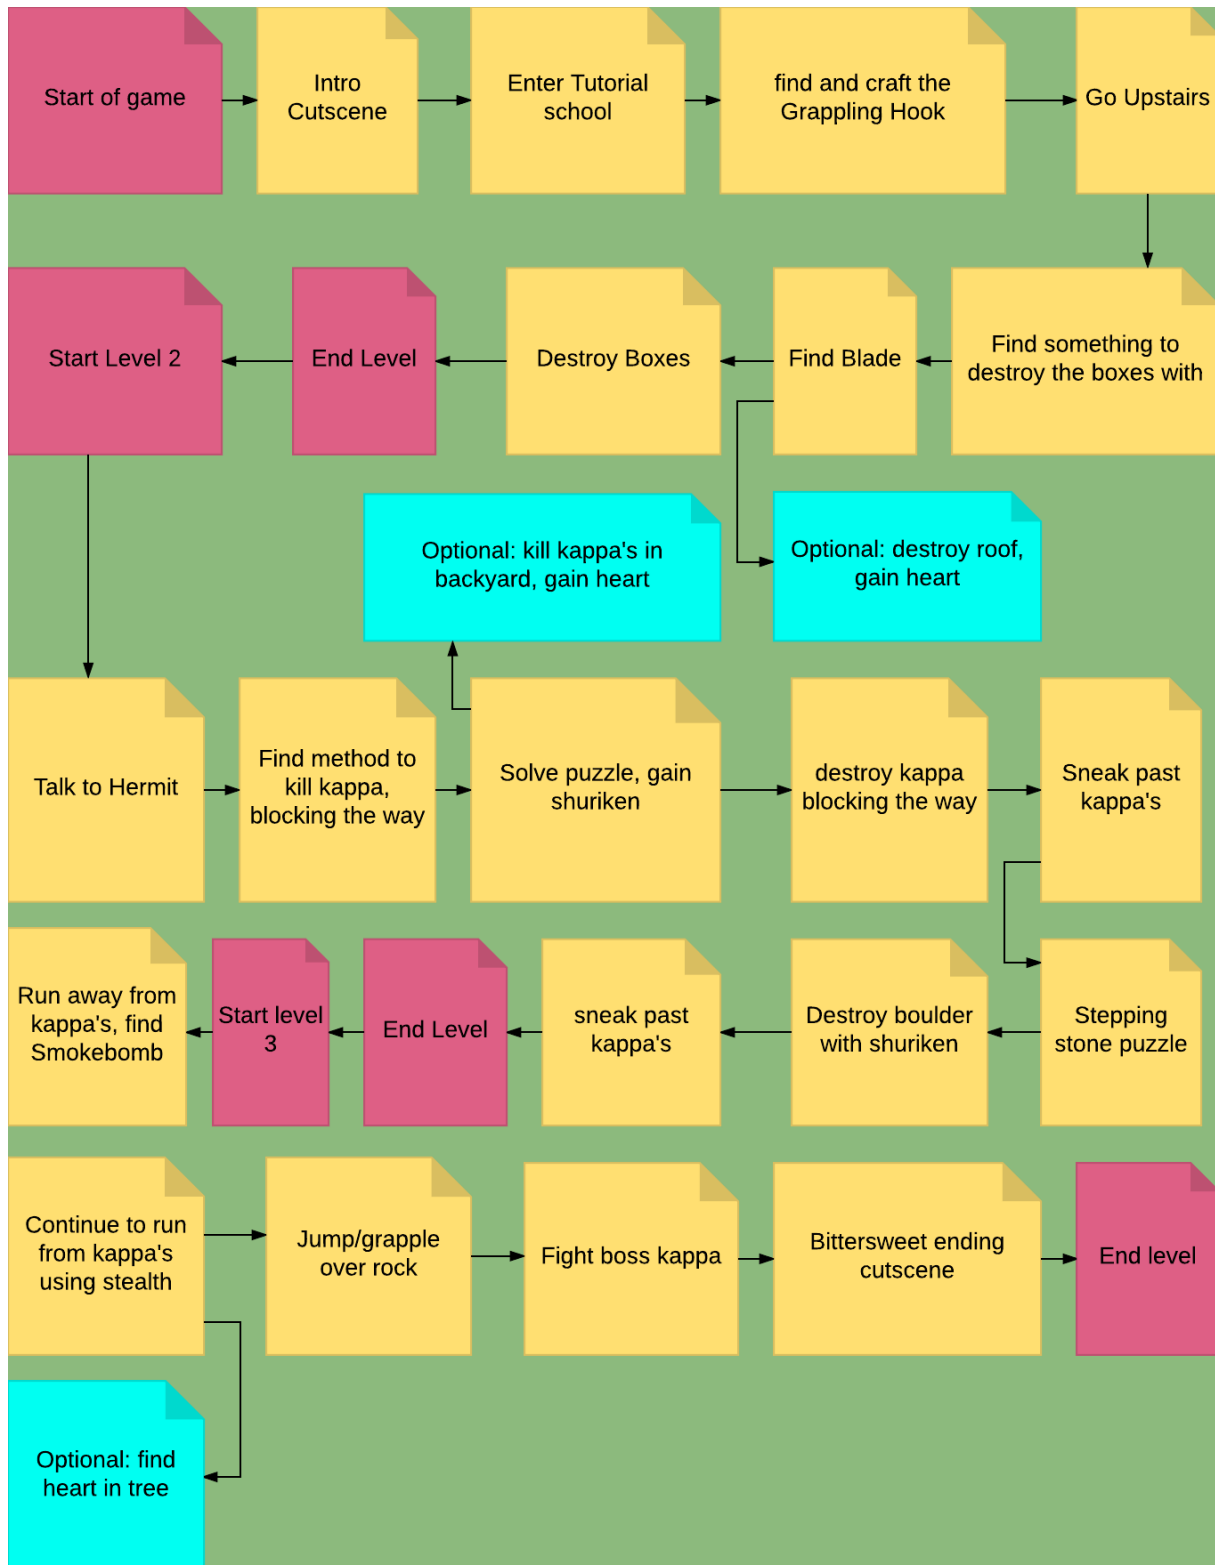 Start of game
Intro
Cutscene
Enter Tutorial
school
find and craft the
Grappling Hook
Go Upstairs
Start Level 2
End Level
Destroy Boxes
Find Blade
Find something to
destroy the boxes with
Optional: kill kappa's in
backyard, gain heart
Optional: destroy roof,
gain heart
Talk to Hermit
Find method to
kill kappa,
blocking the way
Solve puzzle, gain
shuriken
destroy kappa
blocking the way
Sneak past
kappa's
Run away from
kappa's, find
Smokebomb
Start level
3
End Level
sneak past
kappa's
Destroy boulder
with shuriken
Stepping
stone puzzle
Continue to run
from kappa's
using stealth
Jump/grapple
over rock
Fight boss kappa
Bittersweet ending
cutscene
End level
Optional: find
heart in tree